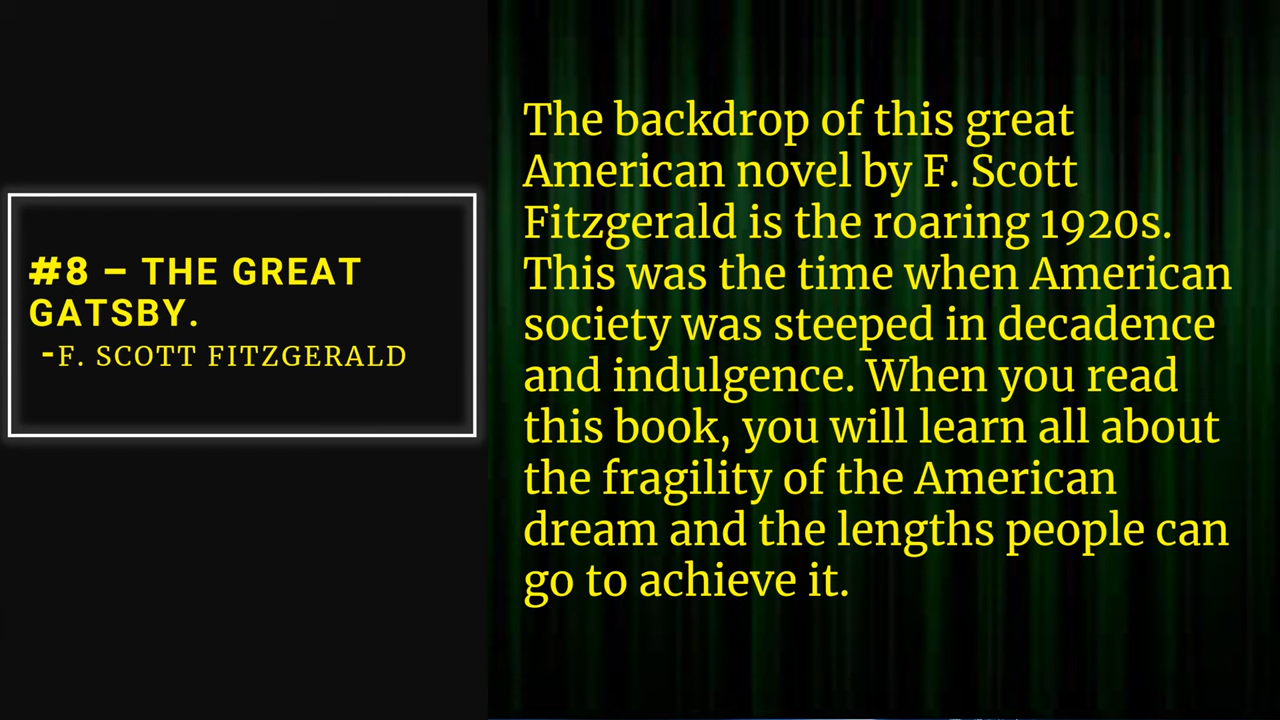 #8 – THE GREAT
GATSBY.
-F. SCOTT FITZGERALD
The backdrop of this great
American novel by F. Scott
Fitzgerald is the roaring 1920s.
This was the time when American
society was steeped in decadence
and indulgence. When you read
this book, you will learn all about
the fragility of the American
dream and the lengths people can
go to achieve it.